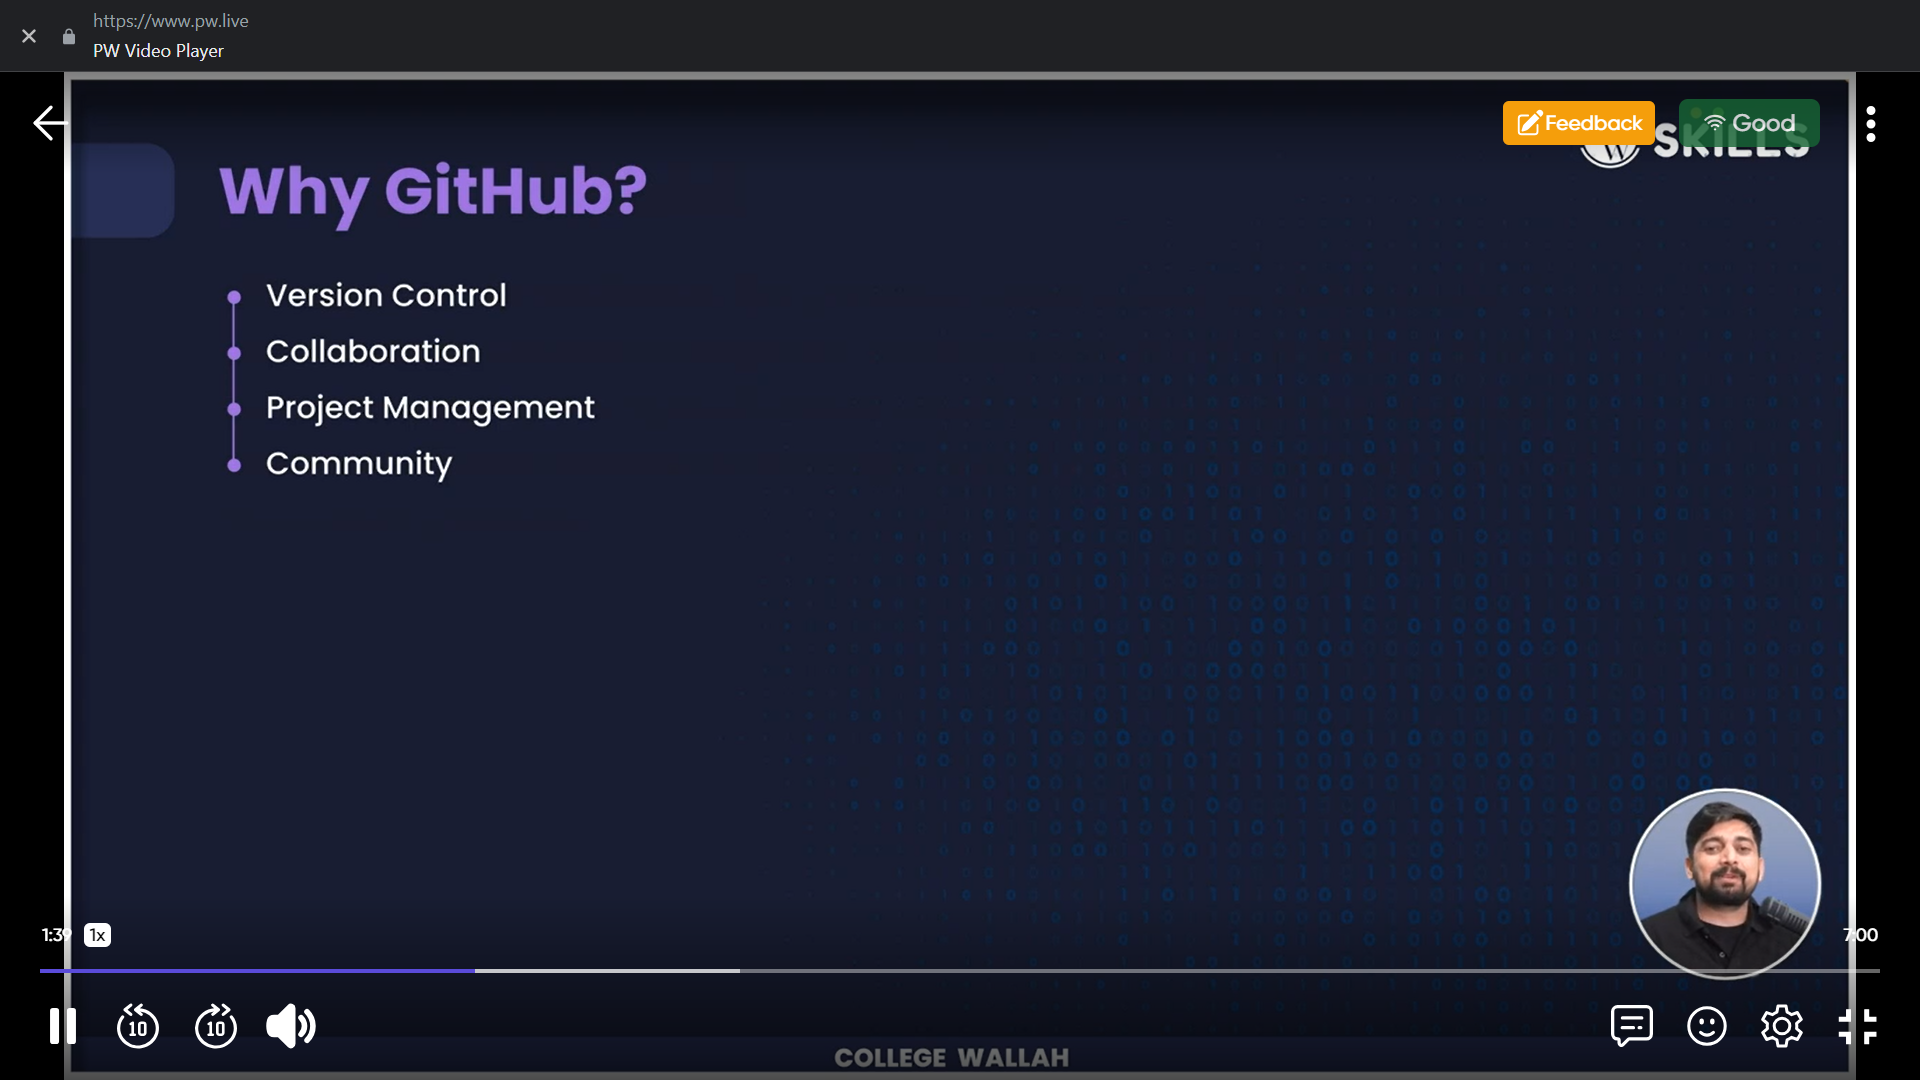 https://www.pw.live
PW Video Player
Feedback
Good
SKILLS
Why GitHub?
Version Control
Collaboration
Project Management
Community
1:39
1x
7:00
10
10
COLLEGE WALLAH